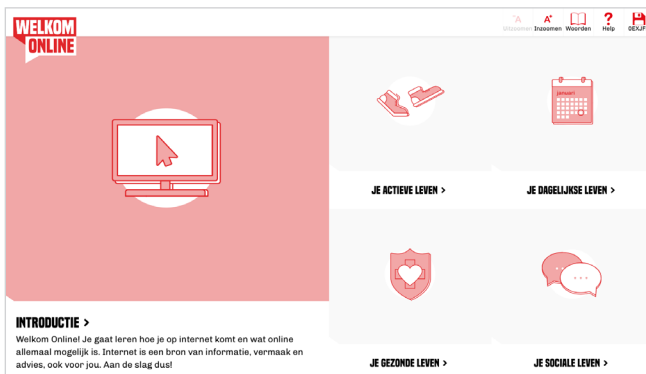 WELKOM
ONLINE
Uitzoomen Inzoomen Woorden Help 0EXJF
januari
JE ACTIEVE LEVEN >
JE DAGELIJKSE LEVEN >
INTRODUCTIE >
Welkom Online! Je gaat leren hoe je op internet komt en wat online
allemaal mogelijk is. Internet is een bron van informatie, vermaak en
advies, ook voor jou. Aan de slag dus!
JE GEZONDE LEVEN >
JE SOCIALE LEVEN >